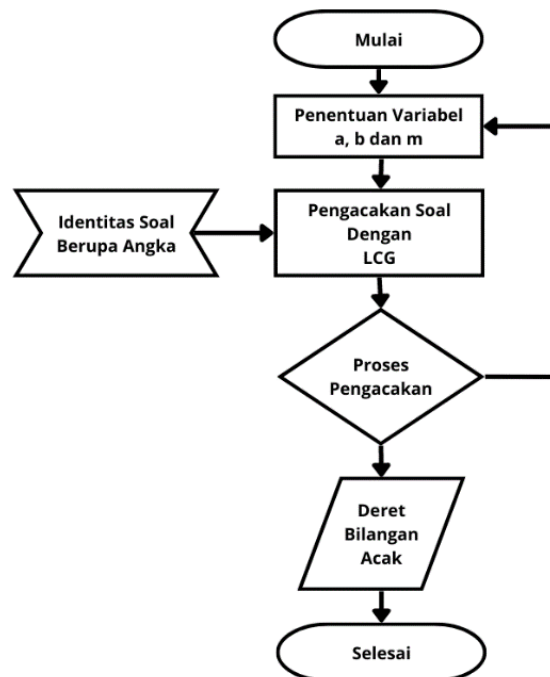 Mulai
Penentuan Variabel
a, b dan m
Identitas Soal
Berupa Angka
Pengacakan Soal
Dengan
LCG
Proses
Pengacakan
Deret
Bilangan
Acak
Selesai